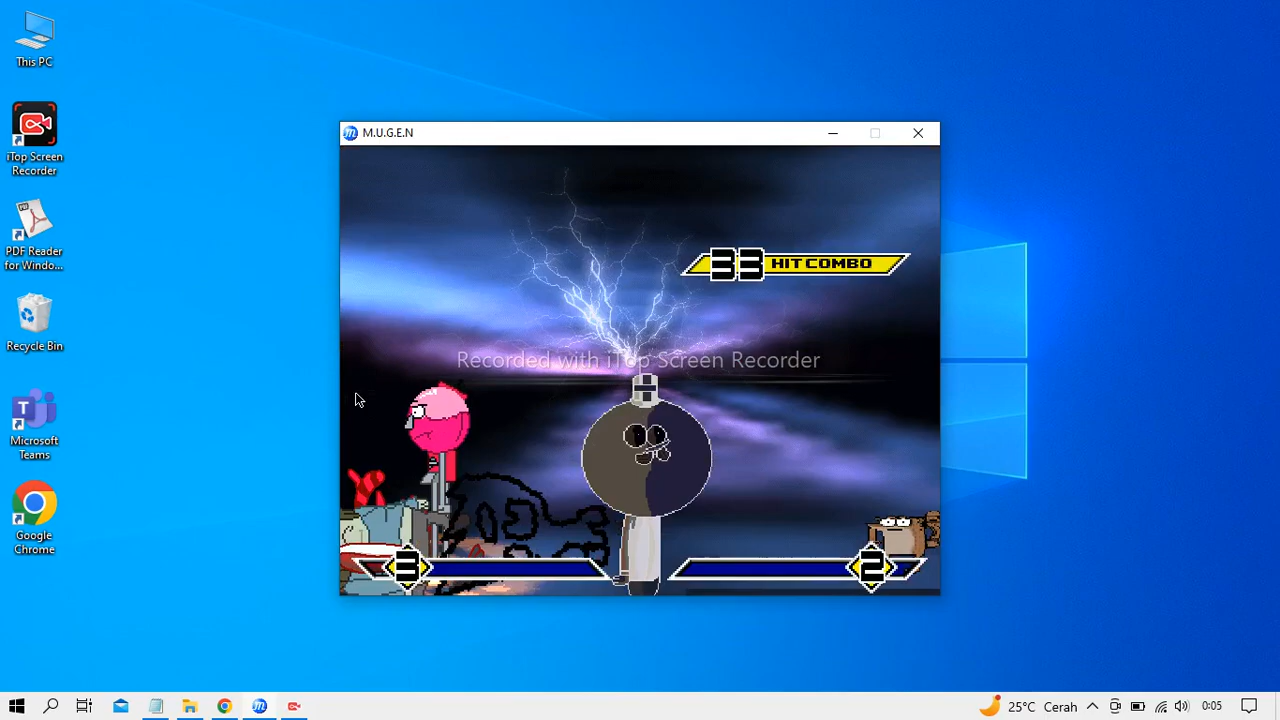 This PC
iTop Screen
Recorder
PDF Reader
for Windo...
Recycle Bin
Microsoft
Teams
Google
Chrome
M.U.G.E.N
33 HIT COMBO
Recorded with iTop Screen Recorder
3
2
25°C Cerah
0:05